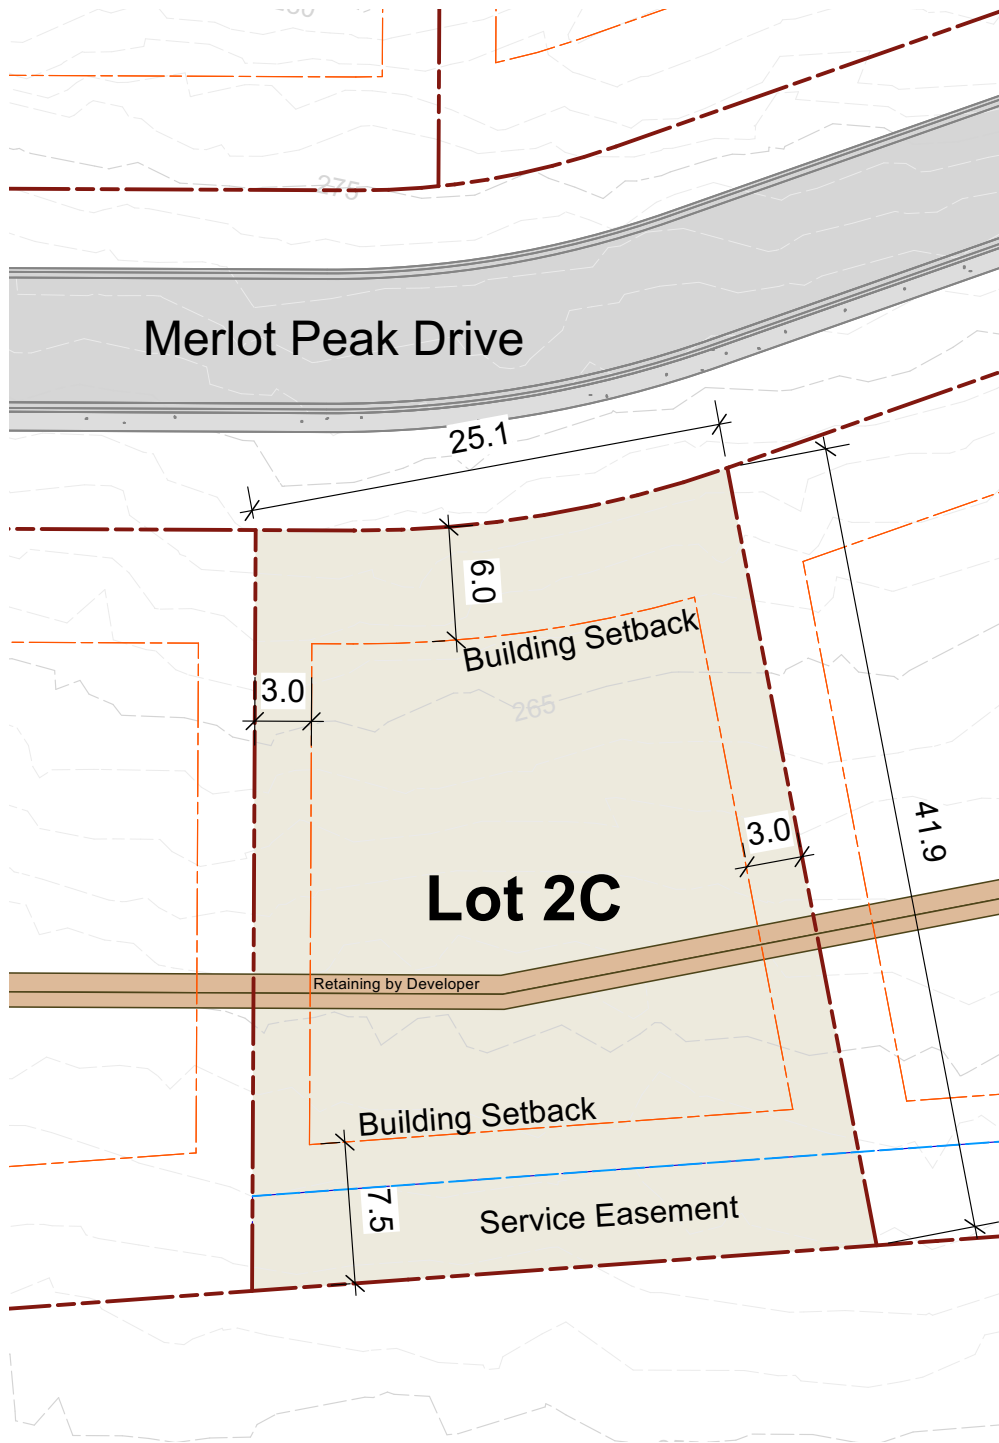 275
Merlot Peak Drive
25.1
6.0
Building Setback
3.0
265
3.0
41.9
Lot 2C
Retaining by Developer
Building Setback
7.5
Service Easement